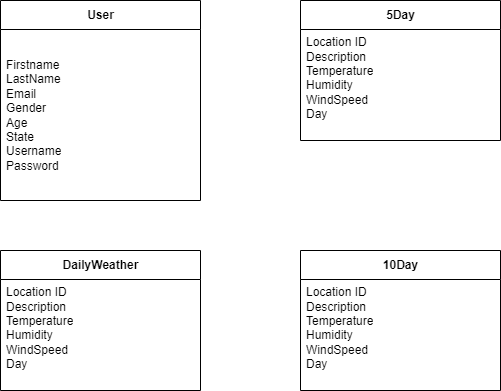 User
Firstname
LastName
Email
Gender
Age
State
Username
Password
5Day
Location ID
Description
Temperature
Humidity
WindSpeed
Day
DailyWeather
Location ID
Description
Temperature
Humidity
WindSpeed
Day
10Day
Location ID
Description
Temperature
Humidity
WindSpeed
Day